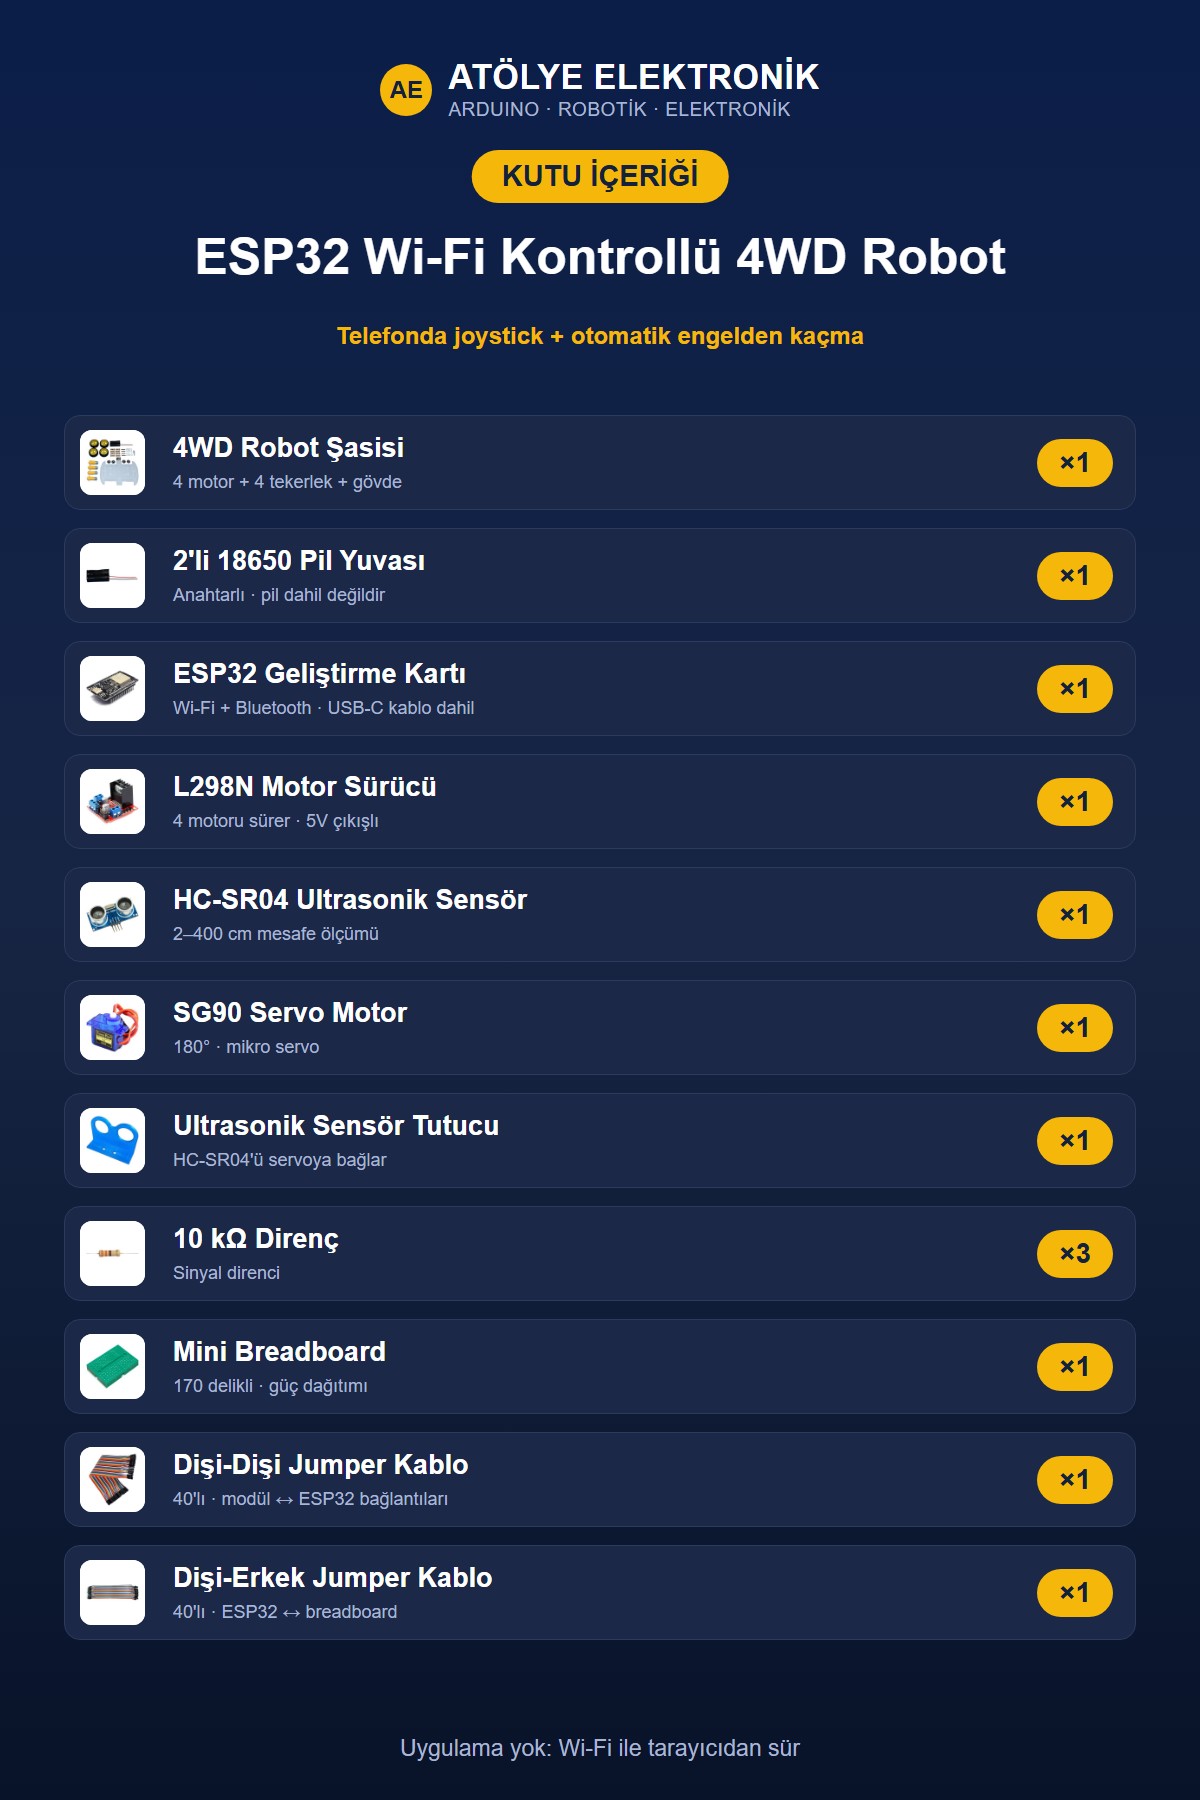 AE
ATÖLYE ELEKTRONİK
ARDUINO · ROBOTİK · ELEKTRONİK
KUTU İÇERİĞİ
ESP32 Wi-Fi Kontrollü 4WD Robot
Telefonda joystick + otomatik engelden kaçma
4WD Robot Şasisi
4 motor + 4 tekerlek + gövde
×1
2'li 18650 Pil Yuvası
Anahtarlı · pil dahil değildir
×1
ESP32 Geliştirme Kartı
Wi-Fi + Bluetooth · USB-C kablo dahil
×1
L298N Motor Sürücü
4 motoru sürer · 5V çıkışlı
×1
HC-SR04 Ultrasonik Sensör
2–400 cm mesafe ölçümü
×1
SG90 Servo Motor
180° · mikro servo
×1
Ultrasonik Sensör Tutucu
HC-SR04'ü servoya bağlar
×1
10 kΩ Direnç
Sinyal direnci
×3
Mini Breadboard
170 delikli · güç dağıtımı
×1
Dişi-Dişi Jumper Kablo
40'lı · modül ↔ ESP32 bağlantıları
×1
Dişi-Erkek Jumper Kablo
40'lı · ESP32 ↔ breadboard
×1
Uygulama yok: Wi-Fi ile tarayıcıdan sür